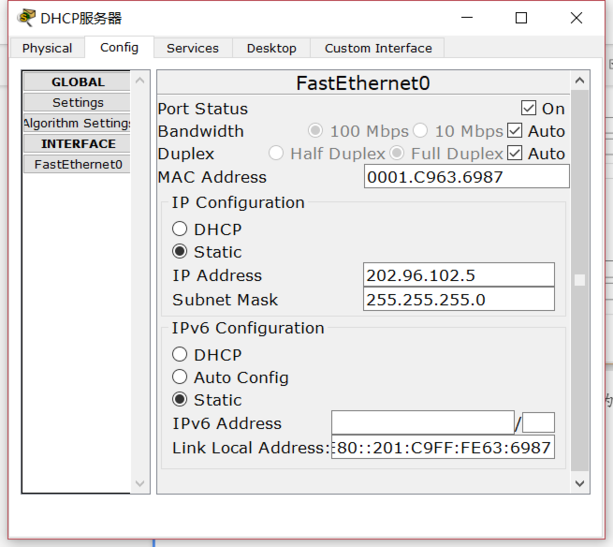 DHCP服务器
Physical Config Services Desktop Custom Interface
GLOBAL
Settings
Algorithm Settings
INTERFACE
FastEthernet0
FastEthernet0
Port Status On
Bandwidth 100 Mbps 10 Mbps Auto
Duplex Half Duplex Full Duplex Auto
MAC Address 0001.C963.6987
IP Configuration
DHCP
Static
IP Address 202.96.102.5
Subnet Mask 255.255.255.0
IPv6 Configuration
DHCP
Auto Config
Static
IPv6 Address /
Link Local Address: E80::201:C9FF:FE63:6987